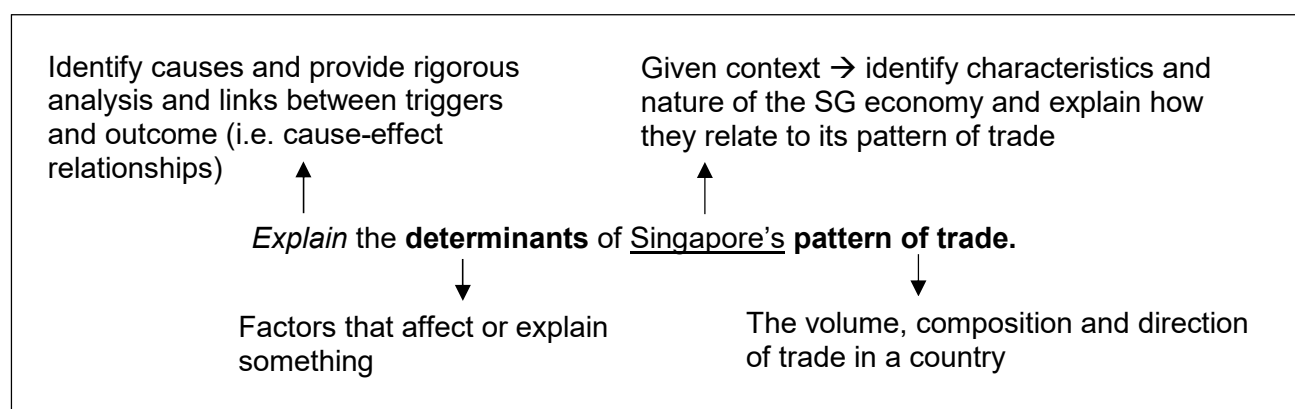 Identify causes and provide rigorous
analysis and links between triggers
and outcome (i.e. cause-effect
relationships)
Given context → identify characteristics and
nature of the SG economy and explain how
they relate to its pattern of trade
Explain the determinants of Singapore's pattern of trade.
Factors that affect or explain
something
The volume, composition and direction
of trade in a country